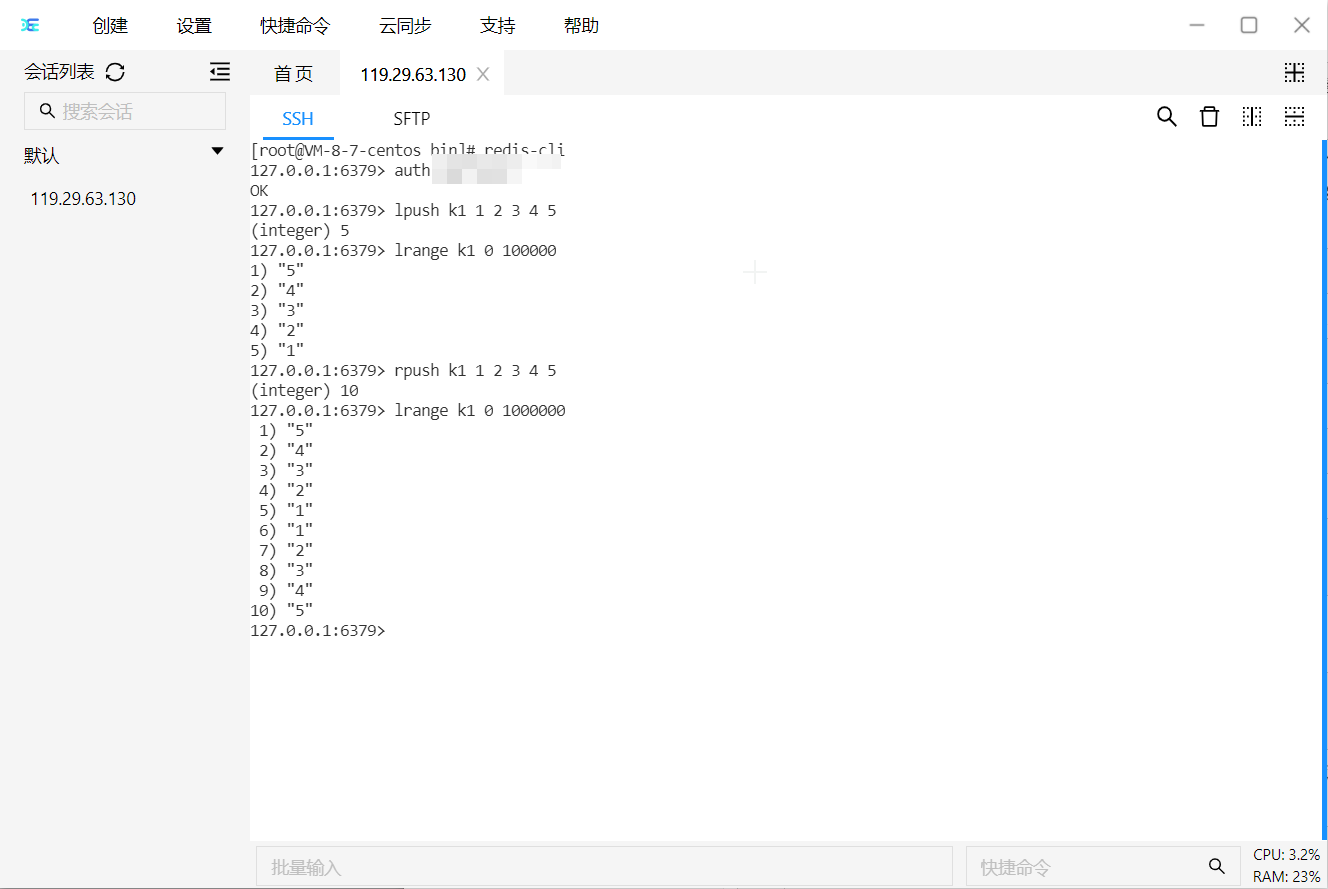 创建 设置 快捷命令 云同步 支持 帮助
会话列表
搜索会话
默认
119.29.63.130
首页 119.29.63.130
SSH SFTP
[root@VM-8-7-centos bin]# redis-cli
127.0.0.1:6379> auth
OK
127.0.0.1:6379> lpush k1 1 2 3 4 5
(integer) 5
127.0.0.1:6379> lrange k1 0 100000
1) "5"
2) "4"
3) "3"
4) "2"
5) "1"
127.0.0.1:6379> rpush k1 1 2 3 4 5
(integer) 10
127.0.0.1:6379> lrange k1 0 1000000
1) "5"
2) "4"
3) "3"
4) "2"
5) "1"
6) "1"
7) "2"
8) "3"
9) "4"
10) "5"
127.0.0.1:6379>
批量输入
快捷命令
CPU: 3.2%
RAM: 23%